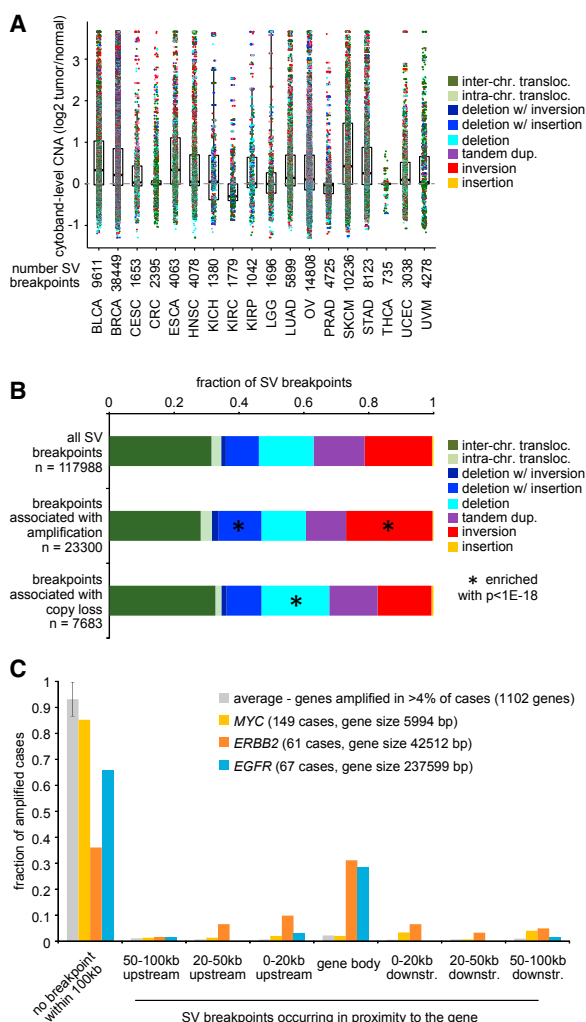 A
cytoband-level CNA (log2 tumor/normal)
3
2
1
0
-1
inter-chr. transloc.
intra-chr. transloc.
deletion w/ inversion
deletion w/ insertion
deletion
tandem dup.
inversion
insertion
number SV
breakpoints
9611
38449
1653
2395
4063
4078
1380
1779
1042
1696
5899
14808
4725
10236
8123
735
3038
4278
BLCA
BRCA
CESC
CRC
ESCA
HNSC
KICH
KIRC
KIRP
LGG
LUAD
OV
PRAD
SKCM
STAD
THCA
UCEC
UVM
B
fraction of SV breakpoints
0 0.2 0.4 0.6 0.8 1
all SV
breakpoints
n = 117988
breakpoints
associated with
amplification
n = 23300
breakpoints
associated with
copy loss
n = 7683
* *
*
inter-chr. transloc.
intra-chr. transloc.
deletion w/ inversion
deletion w/ insertion
deletion
tandem dup.
inversion
insertion
* enriched
with p<1E-18
C
fraction of amplified cases
1
0.9
0.8
0.7
0.6
0.5
0.4
0.3
0.2
0.1
0
average - genes amplified in >4% of cases (1102 genes)
MYC (149 cases, gene size 5994 bp)
ERBB2 (61 cases, gene size 42512 bp)
EGFR (67 cases, gene size 237599 bp)
no breakpoint
within 100kb
50-100kb
upstream
20-50kb
upstream
0-20kb
upstream
gene body
0-20kb
downstr.
20-50kb
downstr.
50-100kb
downstr.
SV breakpoints occurring in proximity to the gene